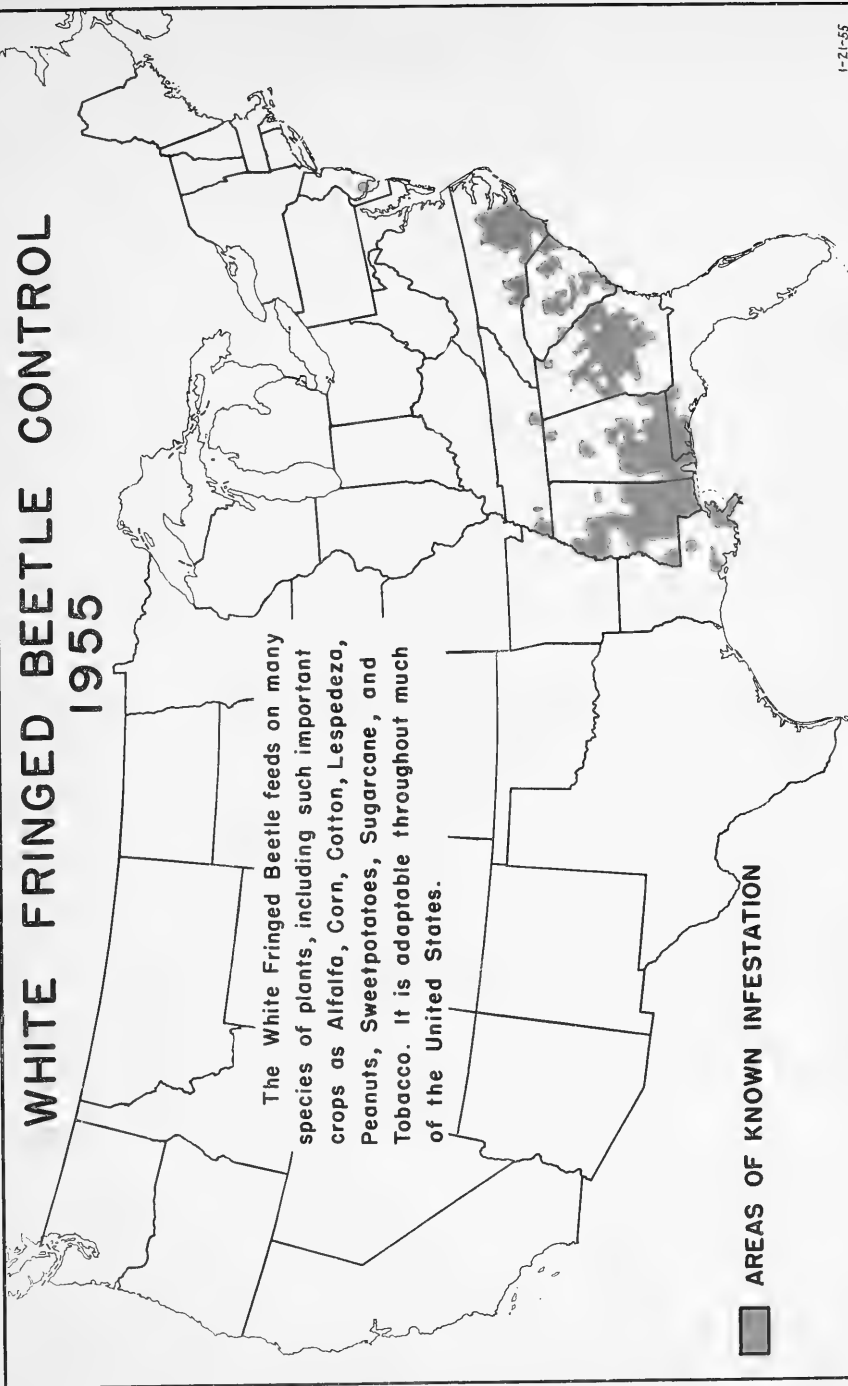 WHITE FRINGED BEETLE CONTROL
1955
The White Fringed Beetle feeds on many
species of plants, including such important
crops as Alfalfa, Corn, Cotton, Lespedeza,
Peanuts, Sweetpotatoes, Sugarcane, and
Tobacco. It is adaptable throughout much
of the United States.
AREAS OF KNOWN INFESTATION
1-21-55